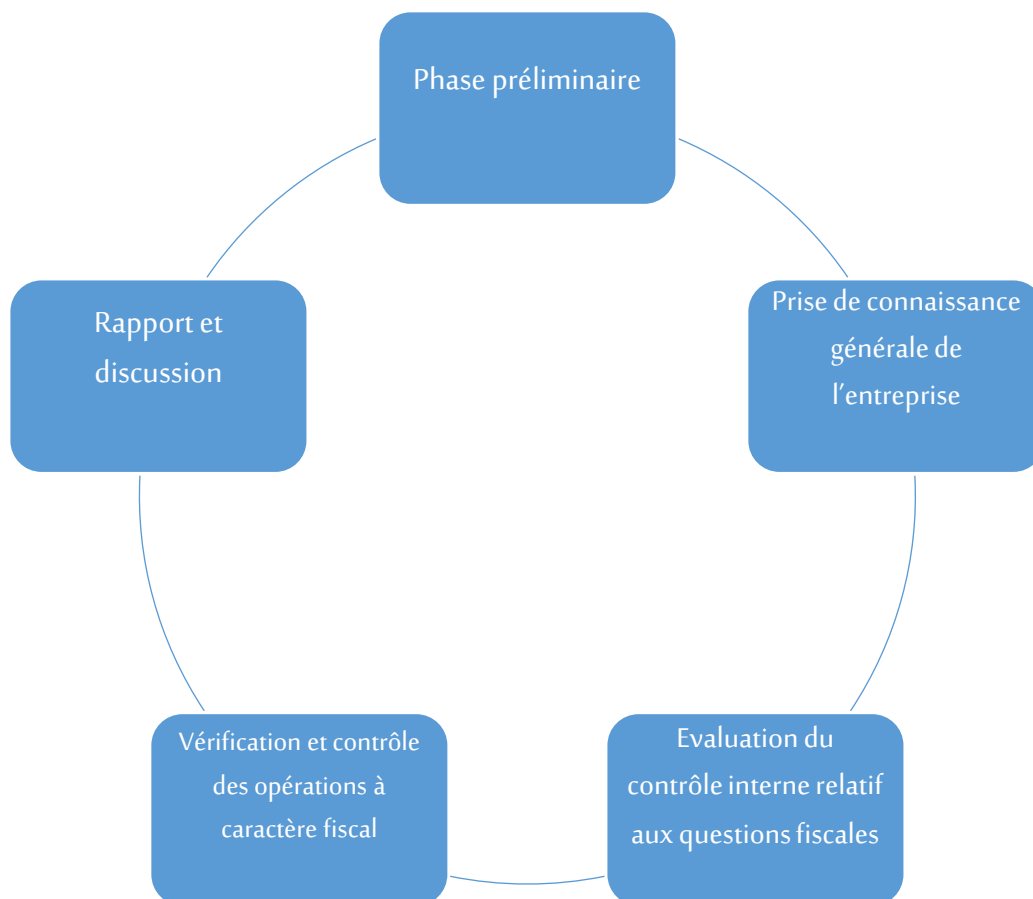 Phase préliminaire
Prise de connaissance
générale de
l’entreprise
Evaluation du
contrôle interne relatif
aux questions fiscales
Vérification et contrôle
des opérations à
caractère fiscal
Rapport et
discussion